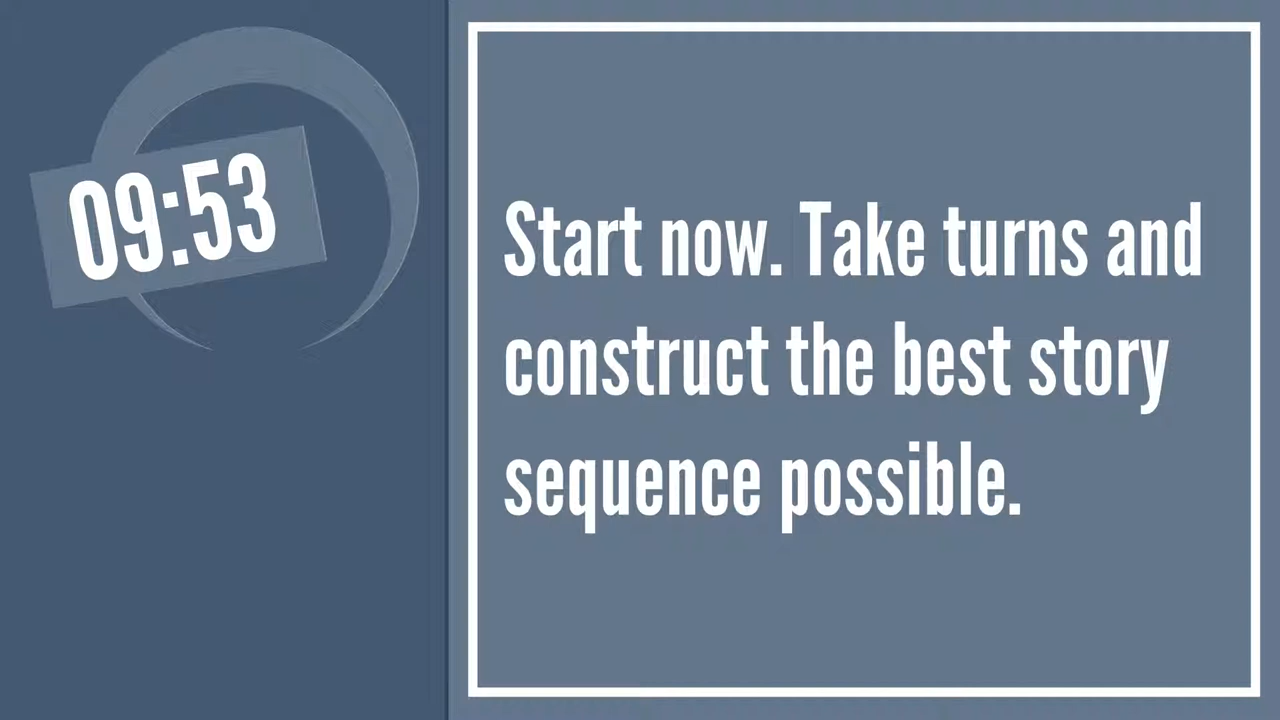 09:53
Start now. Take turns and
construct the best story
sequence possible.